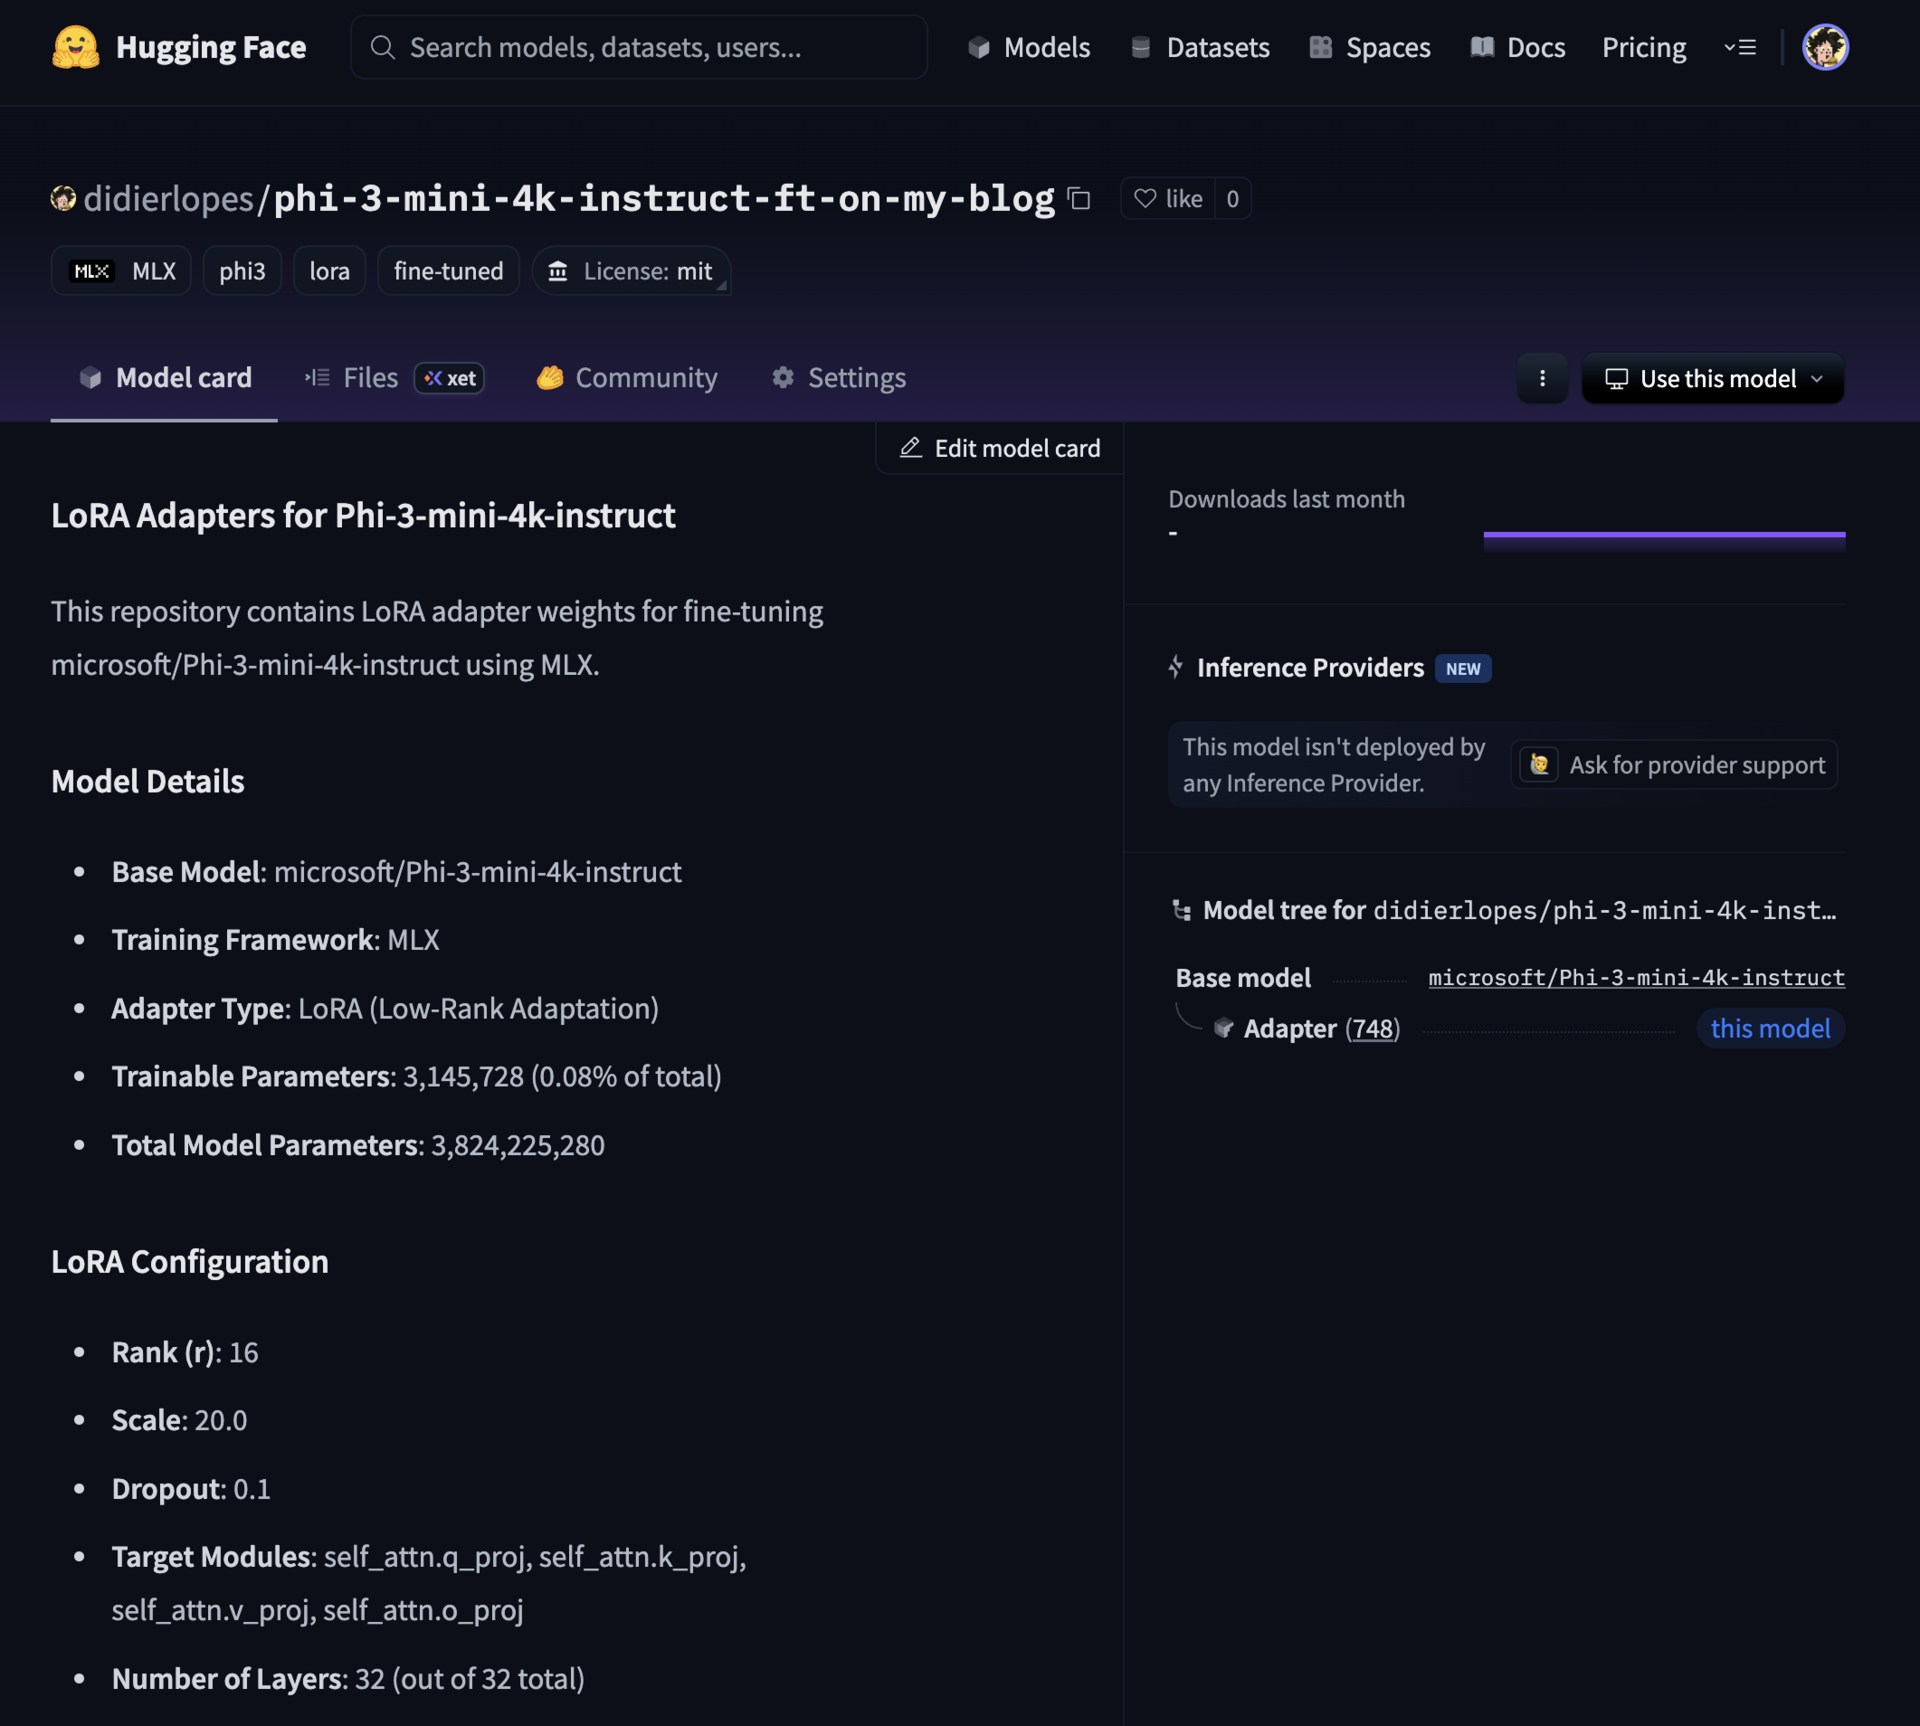 Hugging Face
Search models, datasets, users...
Models
Datasets
Spaces
Docs
Pricing
didierlopes/phi-3-mini-4k-instruct-ft-on-my-blog
like 0
MLX MLX
phi3
lora
fine-tuned
License: mit
Model card
Files xet
Community
Settings
Use this model
Edit model card
LoRA Adapters for Phi-3-mini-4k-instruct
This repository contains LoRA adapter weights for fine-tuning
microsoft/Phi-3-mini-4k-instruct using MLX.
Model Details
• Base Model: microsoft/Phi-3-mini-4k-instruct
• Training Framework: MLX
• Adapter Type: LoRA (Low-Rank Adaptation)
• Trainable Parameters: 3,145,728 (0.08% of total)
• Total Model Parameters: 3,824,225,280
LoRA Configuration
• Rank (r): 16
• Scale: 20.0
• Dropout: 0.1
• Target Modules: self_attn.q_proj, self_attn.k_proj,
self_attn.v_proj, self_attn.o_proj
• Number of Layers: 32 (out of 32 total)
Downloads last month
-
Inference Providers NEW
This model isn't deployed by
any Inference Provider.
Ask for provider support
Model tree for didierlopes/phi-3-mini-4k-inst…
Base model microsoft/Phi-3-mini-4k-instruct
Adapter (748) this model